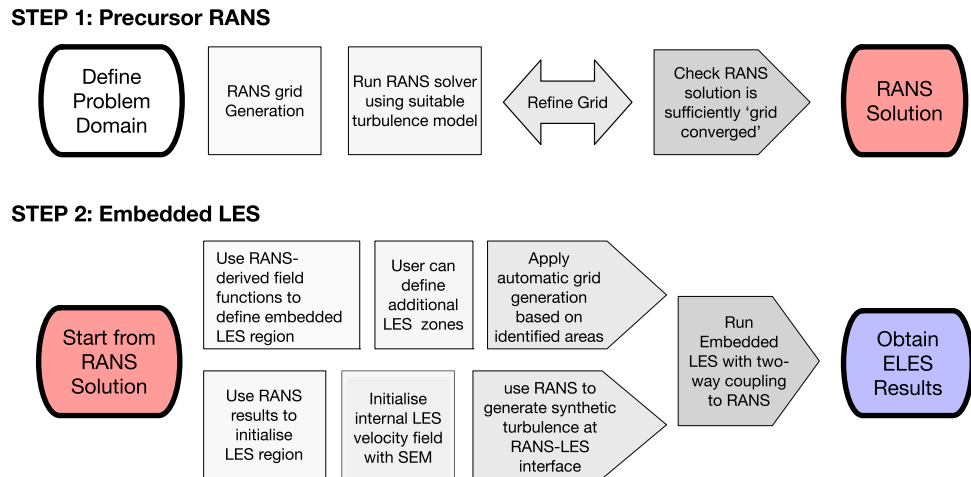 STEP 1: Precursor RANS
Define
Problem
Domain
RANS grid
Generation
Run RANS solver
using suitable
turbulence model
Refine Grid
Check RANS
solution is
sufficiently ‘grid
converged’
RANS
Solution
STEP 2: Embedded LES
Start from
RANS
Solution
Use RANS-
derived field
functions to
define embedded
LES region
User can
define
additional
LES zones
Apply
automatic grid
generation
based on
identified areas
Use RANS
results to
initialise
LES region
Initialise
internal LES
velocity field
with SEM
use RANS to
generate synthetic
turbulence at
RANS-LES
interface
Run
Embedded
LES with two-
way coupling
to RANS
Obtain
ELES
Results